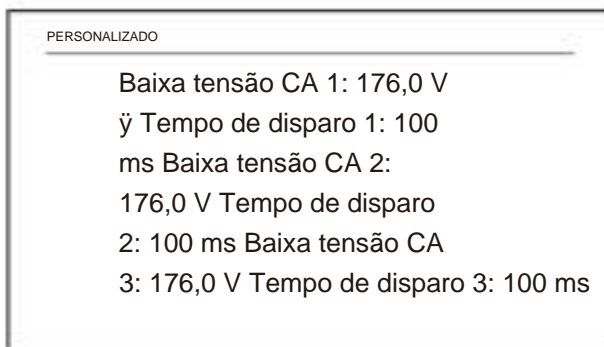 PERSONALIZADO
Baixa tensão CA 1: 176,0 V
ÿ Tempo de disparo 1: 100
ms Baixa tensão CA 2:
176,0 V Tempo de disparo
2: 100 ms Baixa tensão CA
3: 176,0 V Tempo de disparo 3: 100 ms